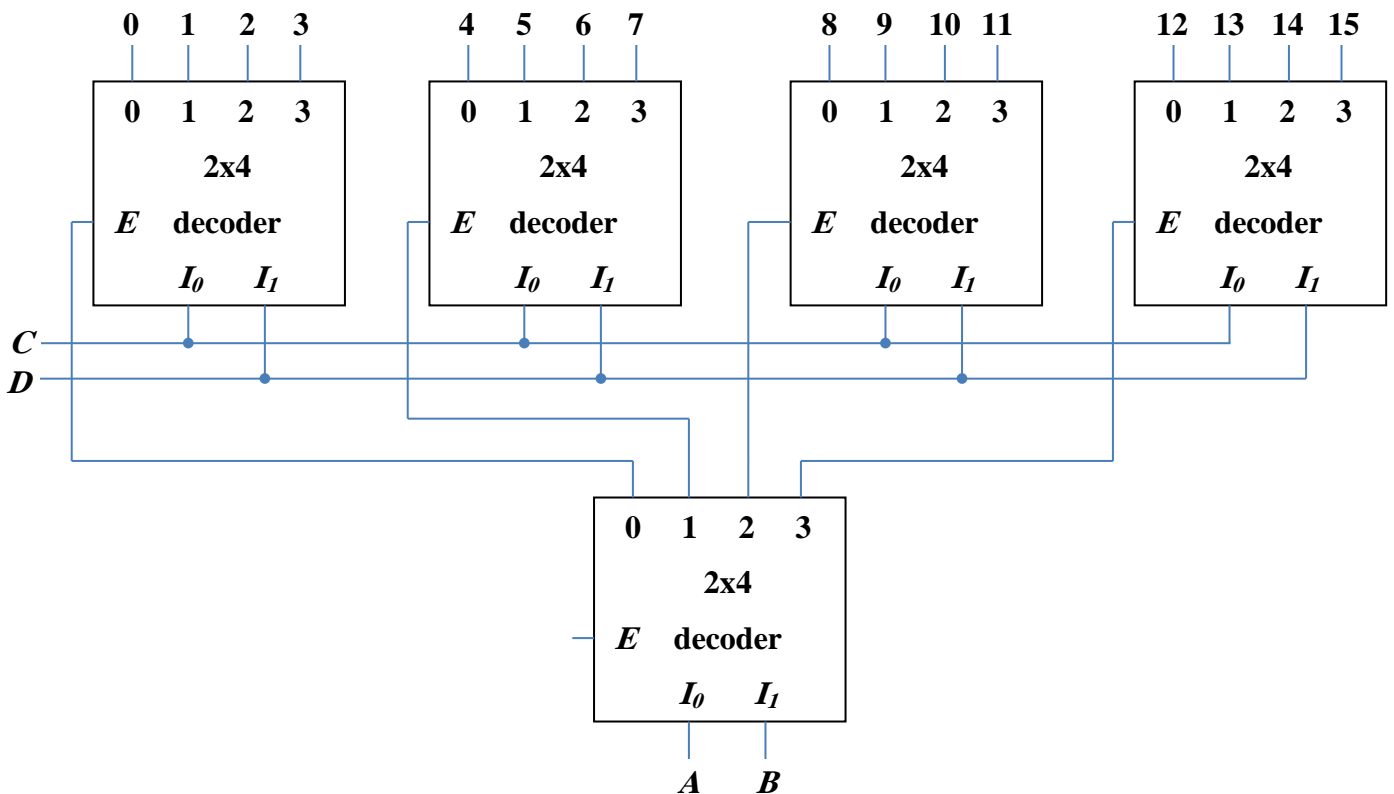 0 1 2 3 4 5 6 7 8 9 10 11 12 13 14 15
0 1 2 3 0 1 2 3 0 1 2 3 0 1 2 3
2x4 2x4 2x4 2x4
E decoder E decoder E decoder E decoder
I0 I1 I0 I1 I0 I1 I0 I1
C
D
0 1 2 3
2x4
E decoder
I0 I1
A B